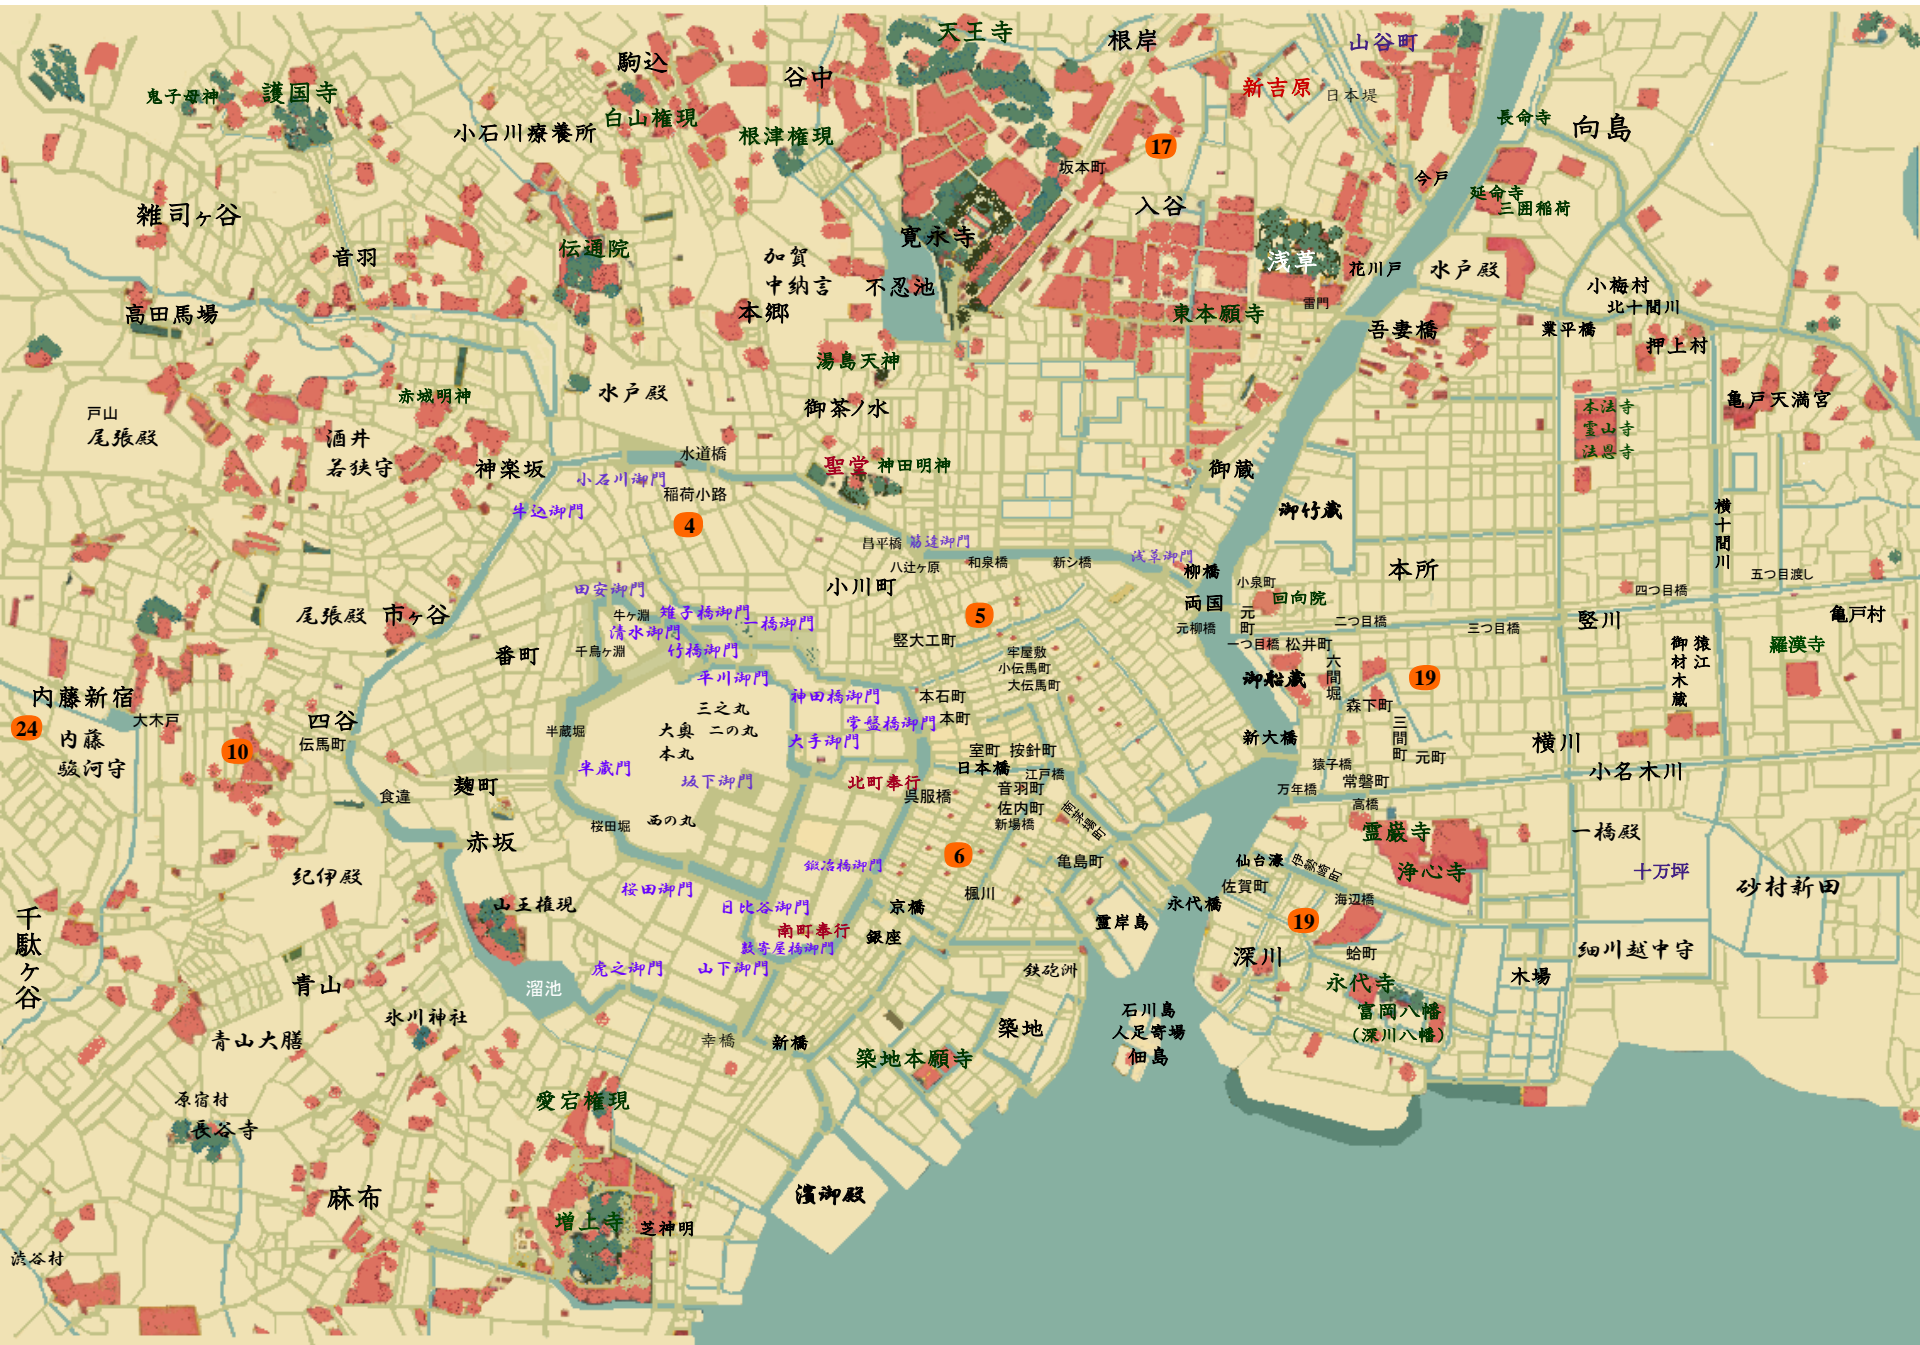 天王寺
根岸
山谷町
駒込
谷中
新吉原
日本堤
鬼子母神
護国寺
白山権現
小石川療養所
根津権現
長命寺
向島
17
坂本町
今戸
延命寺
三囲稲荷
雑司ヶ谷
入谷
音羽
伝通院
加賀
中納言
本郷
寛永寺
不忍池
浅草
花川戸
水戸殿
小梅村
北十間川
高田馬場
東本願寺
雷門
吾妻橋
業平橋
押上村
湯島天神
赤城明神
水戸殿
御茶ノ水
戸山
尾張殿
酒井
若狭守
本法寺
霊山寺
法恩寺
亀戸天満宮
神楽坂
水道橋
聖堂
神田明神
御蔵
小石川御門
稲荷小路
牛込御門
4
御竹蔵
横十間川
昌平橋
筋違御門
八辻ヶ原
和泉橋
新シ橋
浅草御門
柳橋
本所
五つ目渡し
田安御門
小川町
小泉町
両国
回向院
四つ目橋
尾張殿
市ヶ谷
牛ヶ淵
雉子橋御門
一橋御門
清水御門
5
元柳橋
元町
二つ目橋
三つ目橋
竪川
亀戸村
番町
千鳥ヶ淵
竹橋御門
竪大工町
牢屋敷
小伝馬町
大伝馬町
一つ目橋
松井町
六間堀
御材木蔵
猿江
羅漢寺
平川御門
御船蔵
19
内藤新宿
大木戸
24
内藤
駿河守
四谷
伝馬町
10
神田橋御門
本石町
三之丸
大奥
二の丸
本丸
常盤橋御門
本町
大手御門
半蔵堀
森下町
三間町
元町
新大橋
横川
室町
按針町
日本橋
江戸橋
半蔵門
坂下御門
北町奉行
呉服橋
音羽町
佐内町
新場橋
猿子橋
常磐町
小名木川
万年橋
高橋
麹町
食違
赤坂
桜田堀
西の丸
南茅場町
霊巌寺
一橋殿
6
亀島町
仙台濠
伊勢崎町
浄心寺
十万坪
砂村新田
鍛冶橋御門
紀伊殿
桜田御門
楓川
佐賀町
海辺橋
山王権現
日比谷御門
京橋
永代橋
霊岸島
19
千駄ヶ谷
南町奉行
銀座
数寄屋橋御門
深川
蛤町
細川越中守
虎之御門
山下御門
鉄砲洲
木場
青山
溜池
永代寺
石川島
人足寄場
佃島
富岡八幡
(深川八幡)
氷川神社
青山大膳
幸橋
新橋
築地
築地本願寺
原宿村
長谷寺
愛宕権現
麻布
濱御殿
増上寺
芝神明
渋谷村